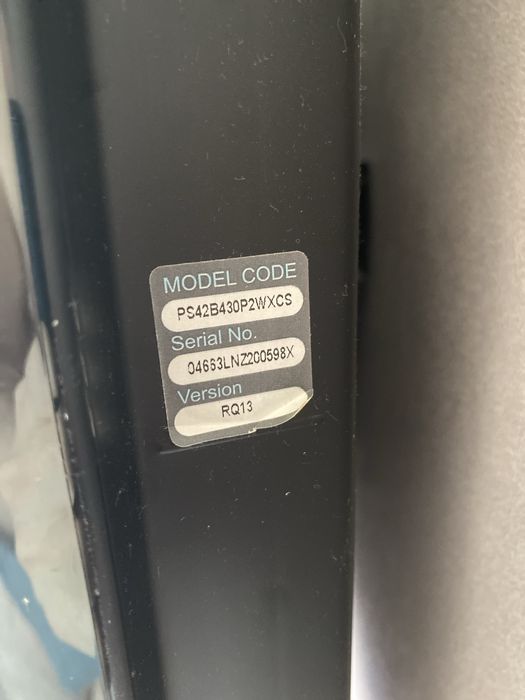 MODEL CODE
PS42B430P2WXCS
Serial No.
04663LNZ200598X
Version
RQ13